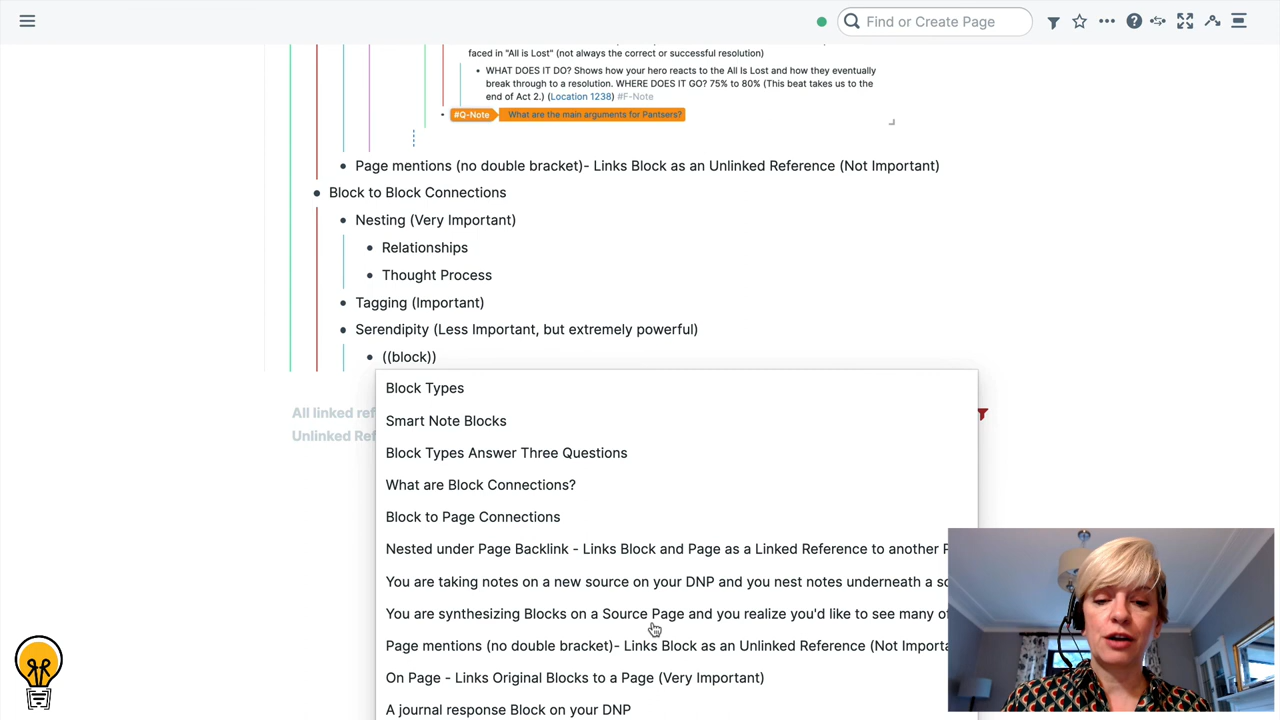 Find or Create Page
faced in "All is Lost" (not always the correct or successful resolution)
WHAT DOES IT DO? Shows how your hero reacts to the All Is Lost and how they eventually
break through to a resolution. WHERE DOES IT GO? 75% to 80% (This beat takes us to the
end of Act 2.) (Location 1238) #F-Note
#Q-Note What are the main arguments for Pantsers?
Page mentions (no double bracket)- Links Block as an Unlinked Reference (Not Important)
Block to Block Connections
Nesting (Very Important)
Relationships
Thought Process
Tagging (Important)
Serendipity (Less Important, but extremely powerful)
((block))
Block Types
All linked ref
Smart Note Blocks
Unlinked Ref
Block Types Answer Three Questions
What are Block Connections?
Block to Page Connections
Nested under Page Backlink - Links Block and Page as a Linked Reference to another P
You are taking notes on a new source on your DNP and you nest notes underneath a so
You are synthesizing Blocks on a Source Page and you realize you'd like to see many of
Page mentions (no double bracket)- Links Block as an Unlinked Reference (Not Importa
On Page - Links Original Blocks to a Page (Very Important)
A journal response Block on your DNP